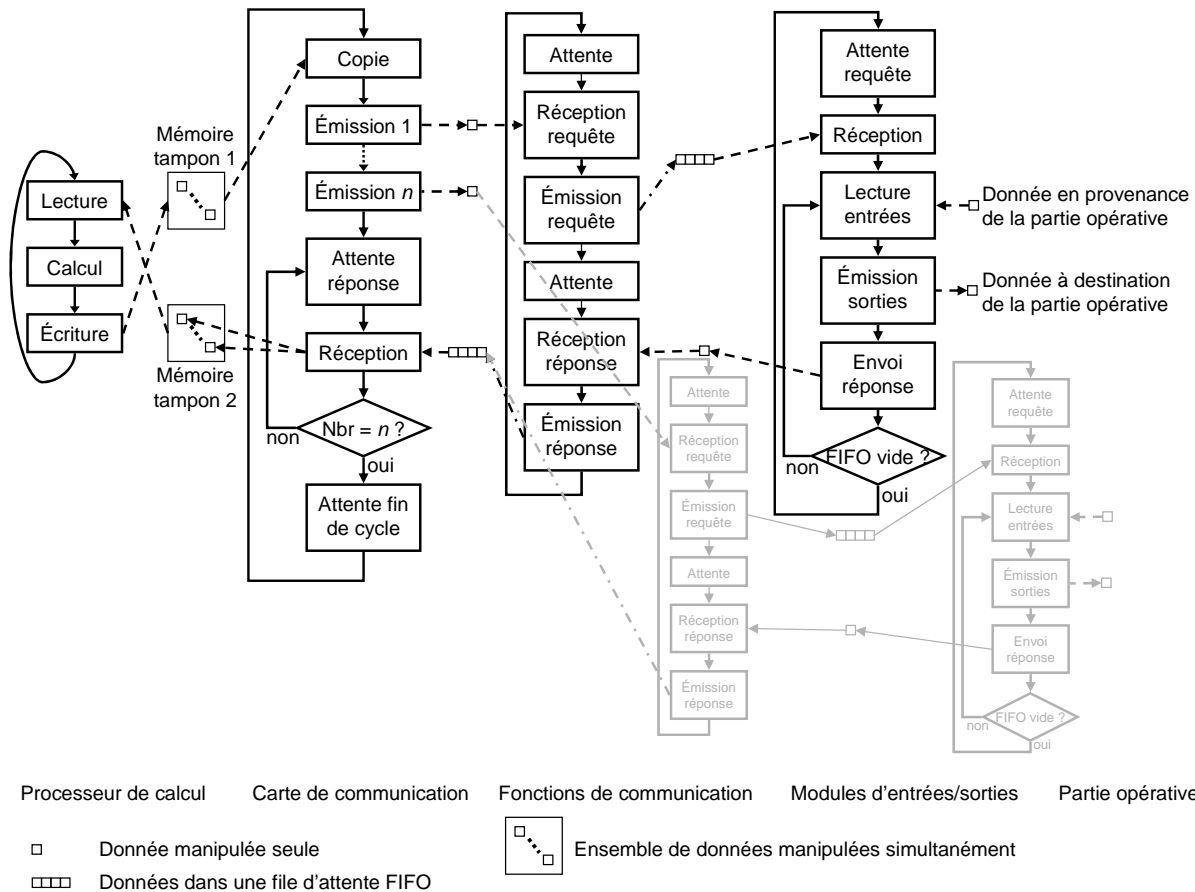 Mémoire
tampon 1
Lecture
Calcul
Écriture
Mémoire
tampon 2
Copie
Émission 1
Émission n
Attente
réponse
Réception
Nbr = n ?
non
oui
Attente fin
de cycle
Attente
Réception
requête
Émission
requête
Attente
Réception
réponse
Émission
réponse
Attente
requête
Réception
Lecture
entrées
Émission
sorties
Envoi
réponse
FIFO vide ?
non
oui
Donnée en provenance
de la partie opérative
Donnée à destination
de la partie opérative
Attente
Réception
requête
Émission
requête
Attente
Réception
réponse
Émission
réponse
Attente
requête
Réception
Lecture
entrées
Émission
sorties
Envoi
réponse
FIFO vide ?
non
oui
Processeur de calcul
Carte de communication
Fonctions de communication
Modules d'entrées/sorties
Partie opérative
Donnée manipulée seule
Ensemble de données manipulées simultanément
Données dans une file d'attente FIFO